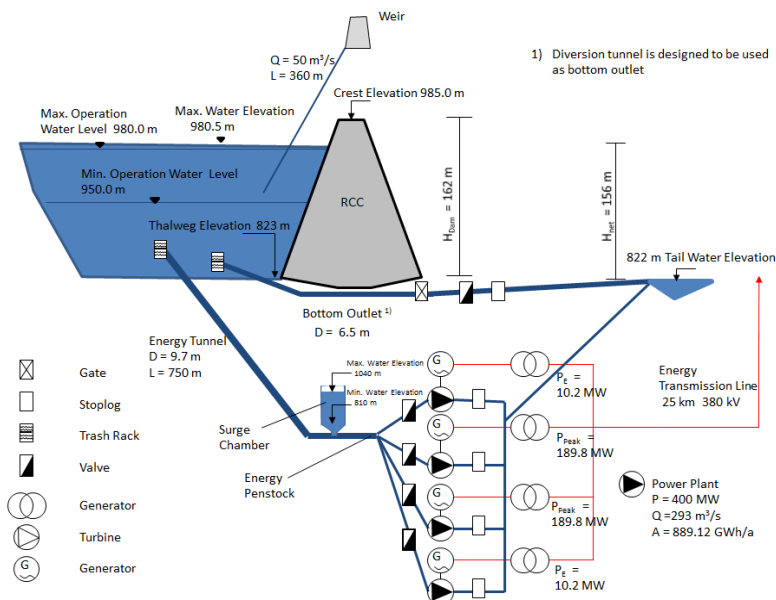 Weir
Q = 50 m³/s
L = 360 m
1) Diversion tunnel is designed to be used
as bottom outlet
Crest Elevation 985.0 m
Max. Operation
Water Level 980.0 m
Max. Water Elevation
980.5 m
Min. Operation Water Level
950.0 m
RCC
H_Dam = 162 m
H_net = 156 m
Thalweg Elevation 823 m
822 m Tail Water Elevation
Bottom Outlet ¹⁾
D = 6.5 m
Energy Tunnel
D = 9.7 m
L = 750 m
Max. Water Elevation
1040 m
Min. Water Elevation
810 m
Surge
Chamber
Energy
Penstock
G
P_E =
10.2 MW
G
P_Peak =
189.8 MW
G
P_Peak =
189.8 MW
G
P_E =
10.2 MW
Energy
Transmission Line
25 km 380 kV
Power Plant
P = 400 MW
Q =293 m³/s
A = 889.12 GWh/a
Gate
Stoplog
Trash Rack
Valve
Generator
Turbine
G
Generator